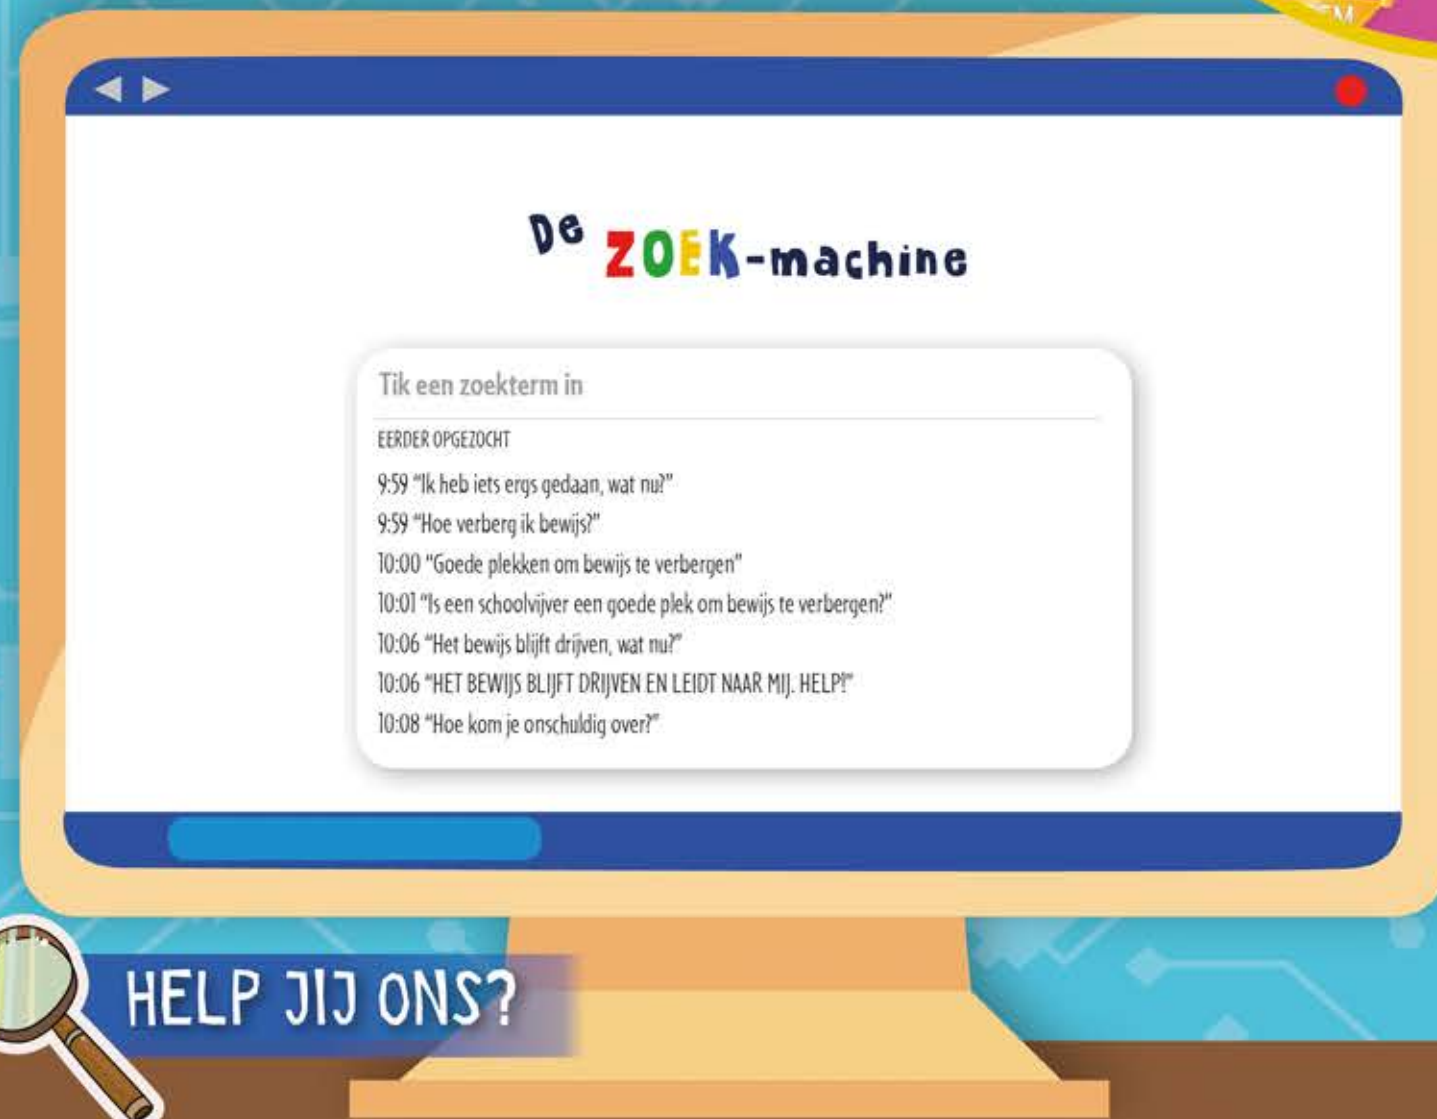 De ZOEK-machine
Tik een zoekterm in
EERDER OPGEZOCHT
9:59 “Ik heb iets ergs gedaan, wat nu?”
9:59 “Hoe verberg ik bewijs?”
10:00 “Goede plekken om bewijs te verbergen”
10:01 “Is een schoolvijver een goede plek om bewijs te verbergen?”
10:06 “Het bewijs blijft drijven, wat nu?”
10:06 “HET BEWIJS BLIJFT DRIJVEN EN LEIDT NAAR MIJ. HELP!”
10:08 “Hoe kom je onschuldig over?”
HELP JIJ ONS?